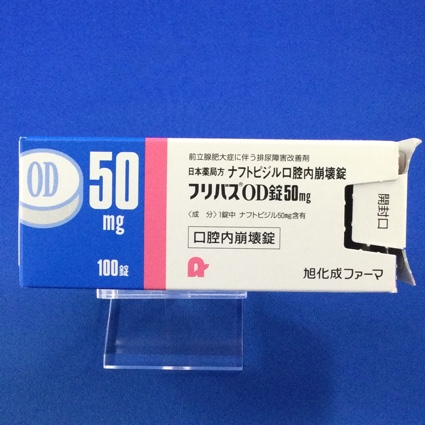 OD
50
mg
100錠
前立腺肥大症に伴う排尿障害改善剤
日本薬局方 ナフトピジル口腔内崩壊錠
フリバス®OD錠50mg
〈成 分〉1錠中 ナフトピジル50mg含有
口腔内崩壊錠
旭化成ファーマ
開封口